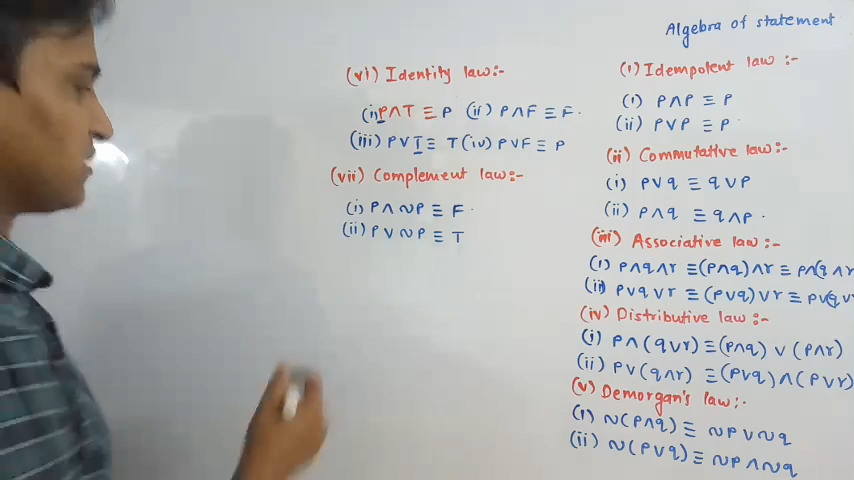 Algebra of statement
(i) Idempotent law :-
(i) P∧P ≡ P
(ii) P∨P ≡ P
(ii) Commutative law :-
(i) P∨q ≡ q∨P
(ii) P∧q ≡ q∧P.
(iii) Associative law :-
(i) P∧q∧r ≡ (P∧q)∧r ≡ P∧(q∧r
(ii) P∨q∨r ≡ (P∨q)∨r ≡ P∨(q∨r
(iv) Distributive law :-
(i) P∧(q∨r) ≡ (P∧q) ∨ (P∧r)
(ii) P∨(q∧r) ≡ (P∨q)∧(P∨r)
(v) Demorgan's law :-
(i) ~(P∧q) ≡ ~P∨~q
(ii) ~(P∨q) ≡ ~P∧~q
(vi) Identity law :-
(i) P∧T ≡ P (ii) P∧F ≡ F.
(iii) P∨I ≡ T (iv) P∨F ≡ P
(vii) Complement law :-
(i) P∧~P ≡ F.
(ii) P∨~P ≡ T